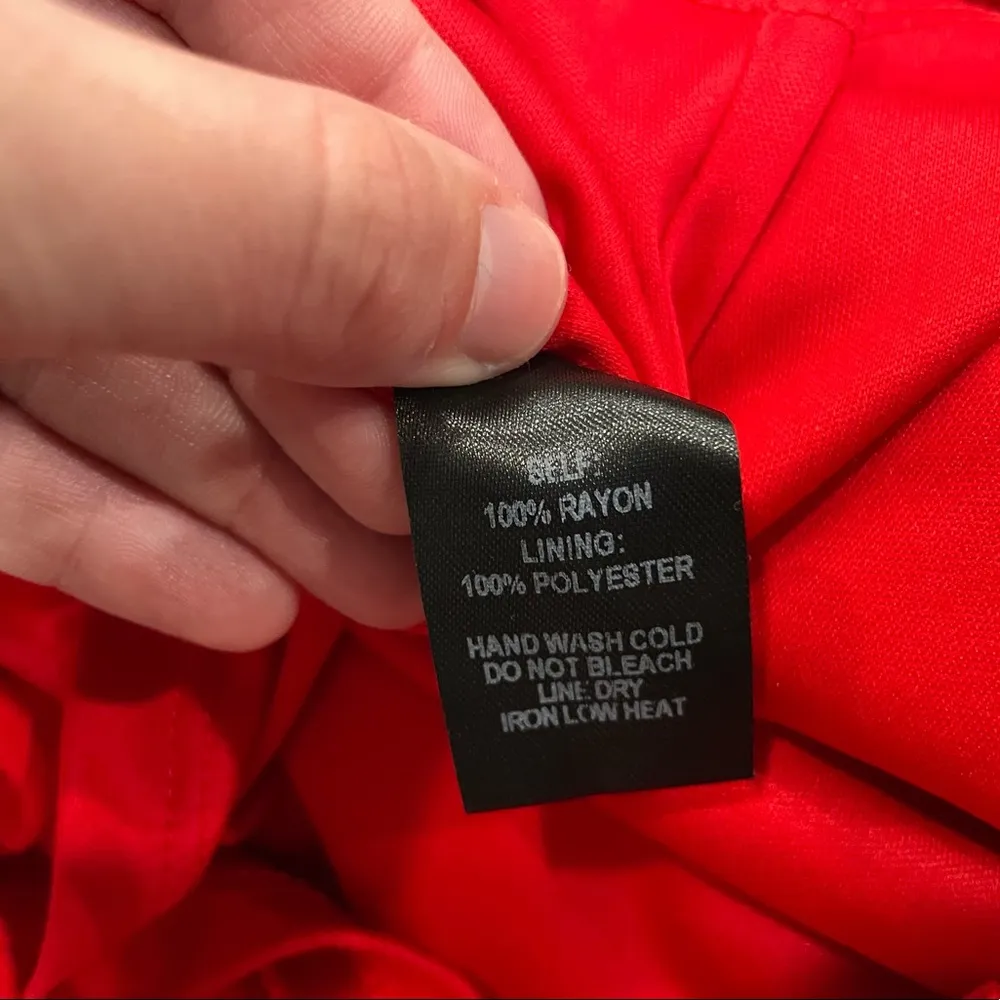 SELF
100% RAYON
LINING:
100% POLYESTER
HAND WASH COLD
DO NOT BLEACH
LINE DRY
IRON LOW HEAT